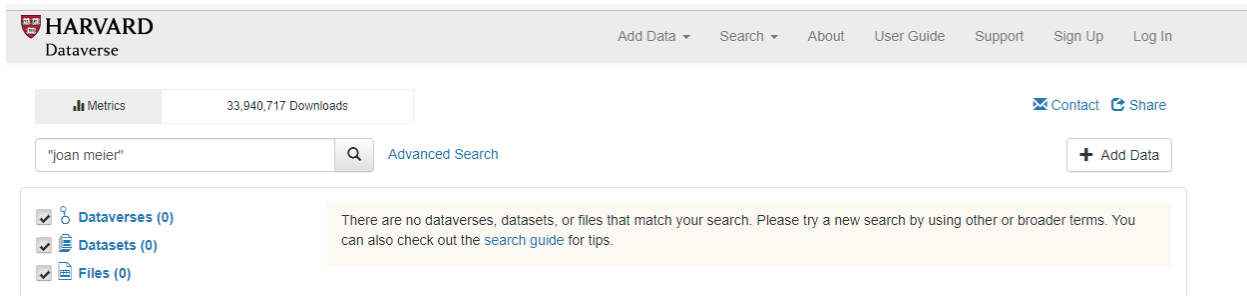 HARVARD
Dataverse
Add Data Search About User Guide Support Sign Up Log In
Metrics 33,940,717 Downloads
Contact Share
"joan meier" Advanced Search Add Data
Dataverses (0)
Datasets (0)
Files (0)
There are no dataverses, datasets, or files that match your search. Please try a new search by using other or broader terms. You
can also check out the search guide for tips.